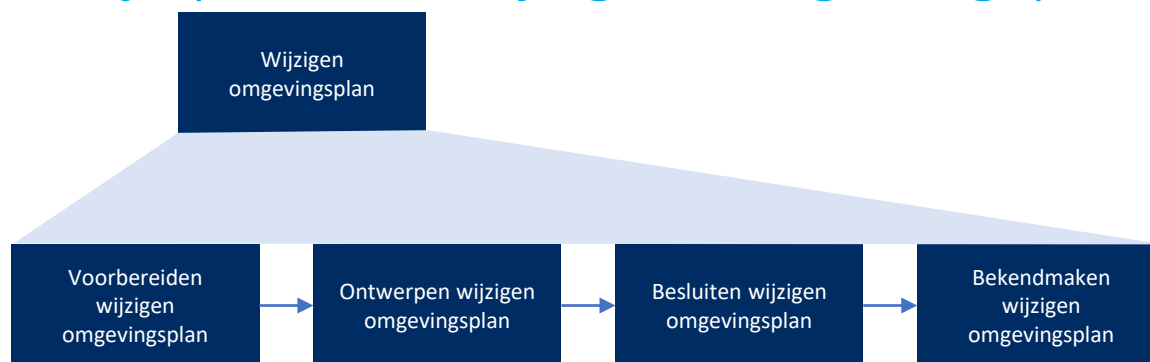 Wijzigen
omgevingsplan
Voorbereiden
wijzigen
omgevingsplan
Ontwerpen wijzigen
omgevingsplan
Besluiten wijzigen
omgevingsplan
Bekendmaken
wijzigen
omgevingsplan